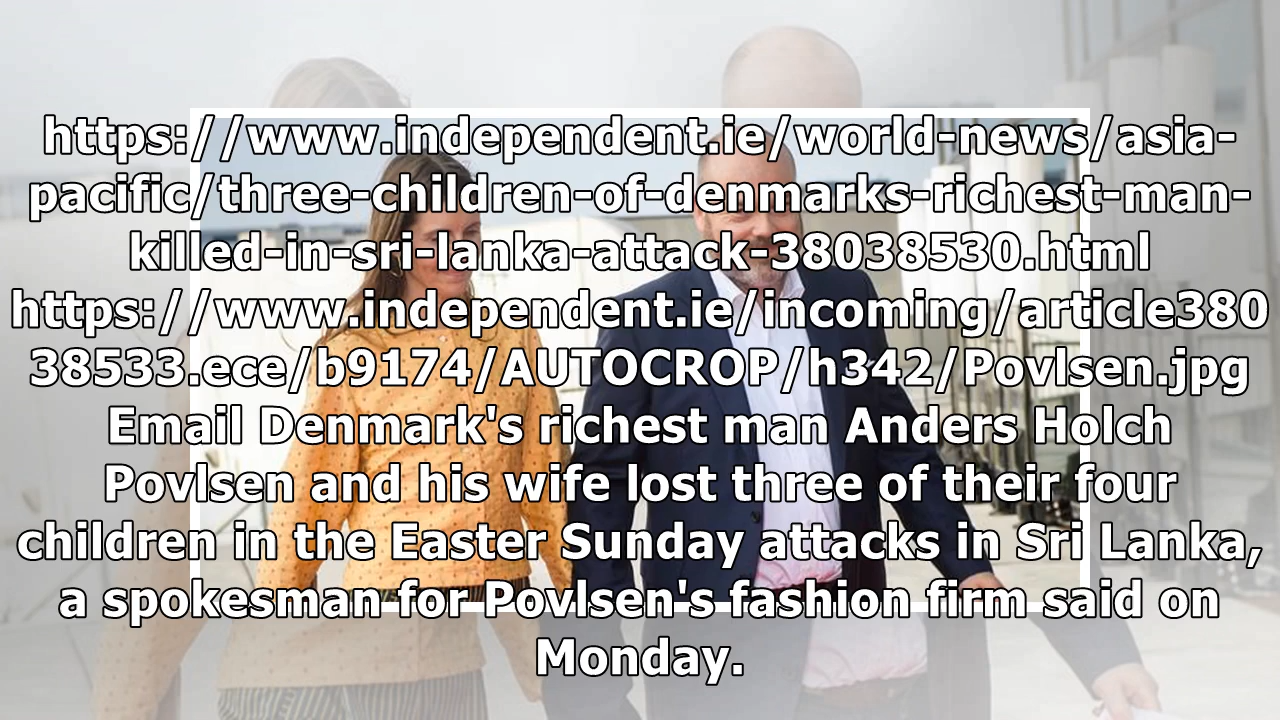 https://www.independent.ie/world-news/asia-
pacific/three-children-of-denmarks-richest-man-
killed-in-sri-lanka-attack-38038530.html
https://www.independent.ie/incoming/article380
38533.ece/b9174/AUTOCROP/h342/Povlsen.jpg
Email Denmark's richest man Anders Holch
Povlsen and his wife lost three of their four
children in the Easter Sunday attacks in Sri Lanka,
a spokesman for Povlsen's fashion firm said on
Monday.